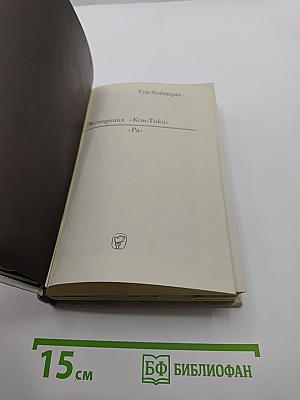 Тур Хейердал
Экспедиция «Кон-Тики»
«Ра»
15 см
БФ БИБЛИОФАН